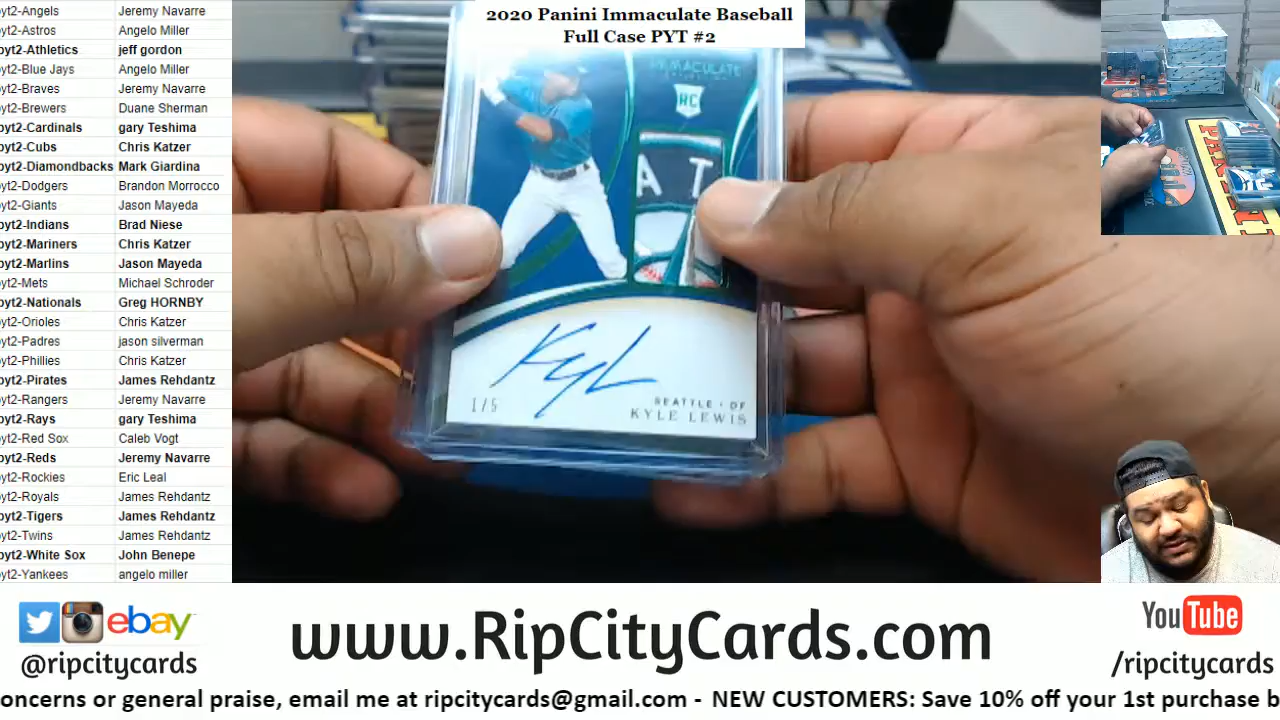 2020 Panini Immaculate Baseball
Full Case PYT #2
pyt2-Angels Jeremy Navarre
pyt2-Astros Angelo Miller
pyt2-Athletics jeff gordon
pyt2-Blue Jays Angelo Miller
pyt2-Braves Jeremy Navarre
pyt2-Brewers Duane Sherman
pyt2-Cardinals gary Teshima
pyt2-Cubs Chris Katzer
pyt2-Diamondbacks Mark Giardina
pyt2-Dodgers Brandon Morrocco
pyt2-Giants Jason Mayeda
pyt2-Indians Brad Niese
pyt2-Mariners Chris Katzer
pyt2-Marlins Jason Mayeda
pyt2-Mets Michael Schroder
pyt2-Nationals Greg HORNBY
pyt2-Orioles Chris Katzer
pyt2-Padres jason silverman
pyt2-Phillies Chris Katzer
pyt2-Pirates James Rehdantz
pyt2-Rangers Jeremy Navarre
pyt2-Rays gary Teshima
pyt2-Red Sox Caleb Vogt
pyt2-Reds Jeremy Navarre
pyt2-Rockies Eric Leal
pyt2-Royals James Rehdantz
pyt2-Tigers James Rehdantz
pyt2-Twins James Rehdantz
pyt2-White Sox John Benepe
pyt2-Yankees angelo miller
IMMACULATE
RC
A T
KyL
1/5
SEATTLE · OF
KYLE LEWIS
PANINI
ebay
@ripcitycards
www.RipCityCards.com
YouTube
/ripcitycards
oncerns or general praise, email me at ripcitycards@gmail.com - NEW CUSTOMERS: Save 10% off your 1st purchase b